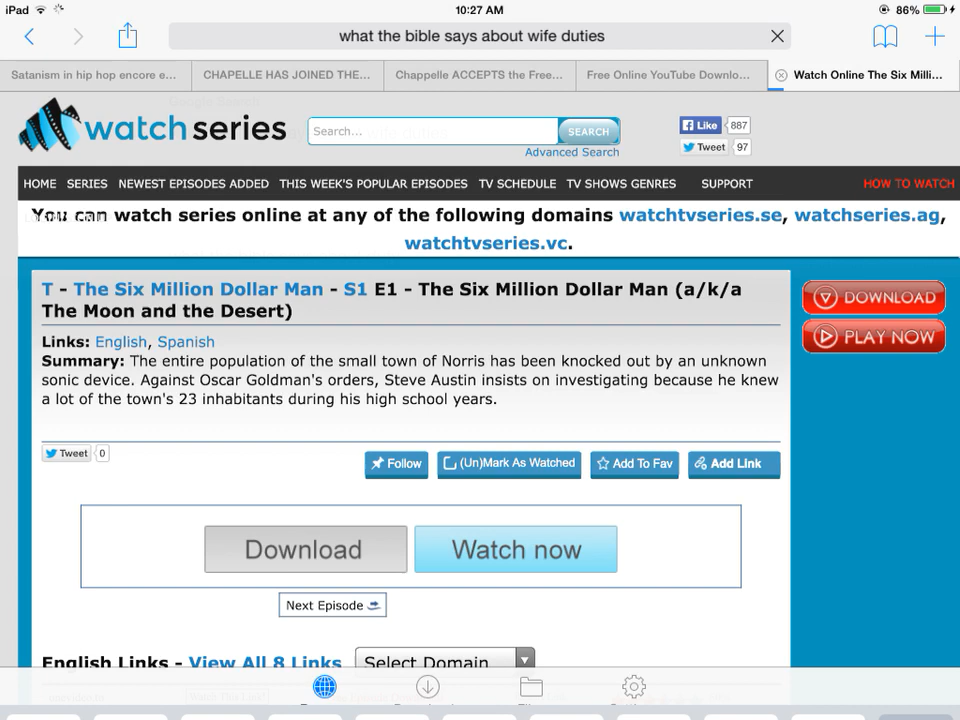 iPad 10:27 AM 86%
what the bible says about wife duties
Satanism in hip hop encore e... CHAPELLE HAS JOINED THE... Chappelle ACCEPTS the Free... Free Online YouTube Downlo... Watch Online The Six Milli...
watch series Search... SEARCH Like 887
Advanced Search Tweet 97
HOME SERIES NEWEST EPISODES ADDED THIS WEEK'S POPULAR EPISODES TV SCHEDULE TV SHOWS GENRES SUPPORT HOW TO WATCH
You can watch series online at any of the following domains watchtvseries.se, watchseries.ag,
watchtvseries.vc.
T - The Six Million Dollar Man - S1 E1 - The Six Million Dollar Man (a/k/a
The Moon and the Desert)
DOWNLOAD
PLAY NOW
Links: English, Spanish
Summary: The entire population of the small town of Norris has been knocked out by an unknown
sonic device. Against Oscar Goldman's orders, Steve Austin insists on investigating because he knew
a lot of the town's 23 inhabitants during his high school years.
Tweet 0 Follow (Un)Mark As Watched Add To Fav Add Link
Download Watch now
Next Episode
English Links - View All 8 Links Select Domain